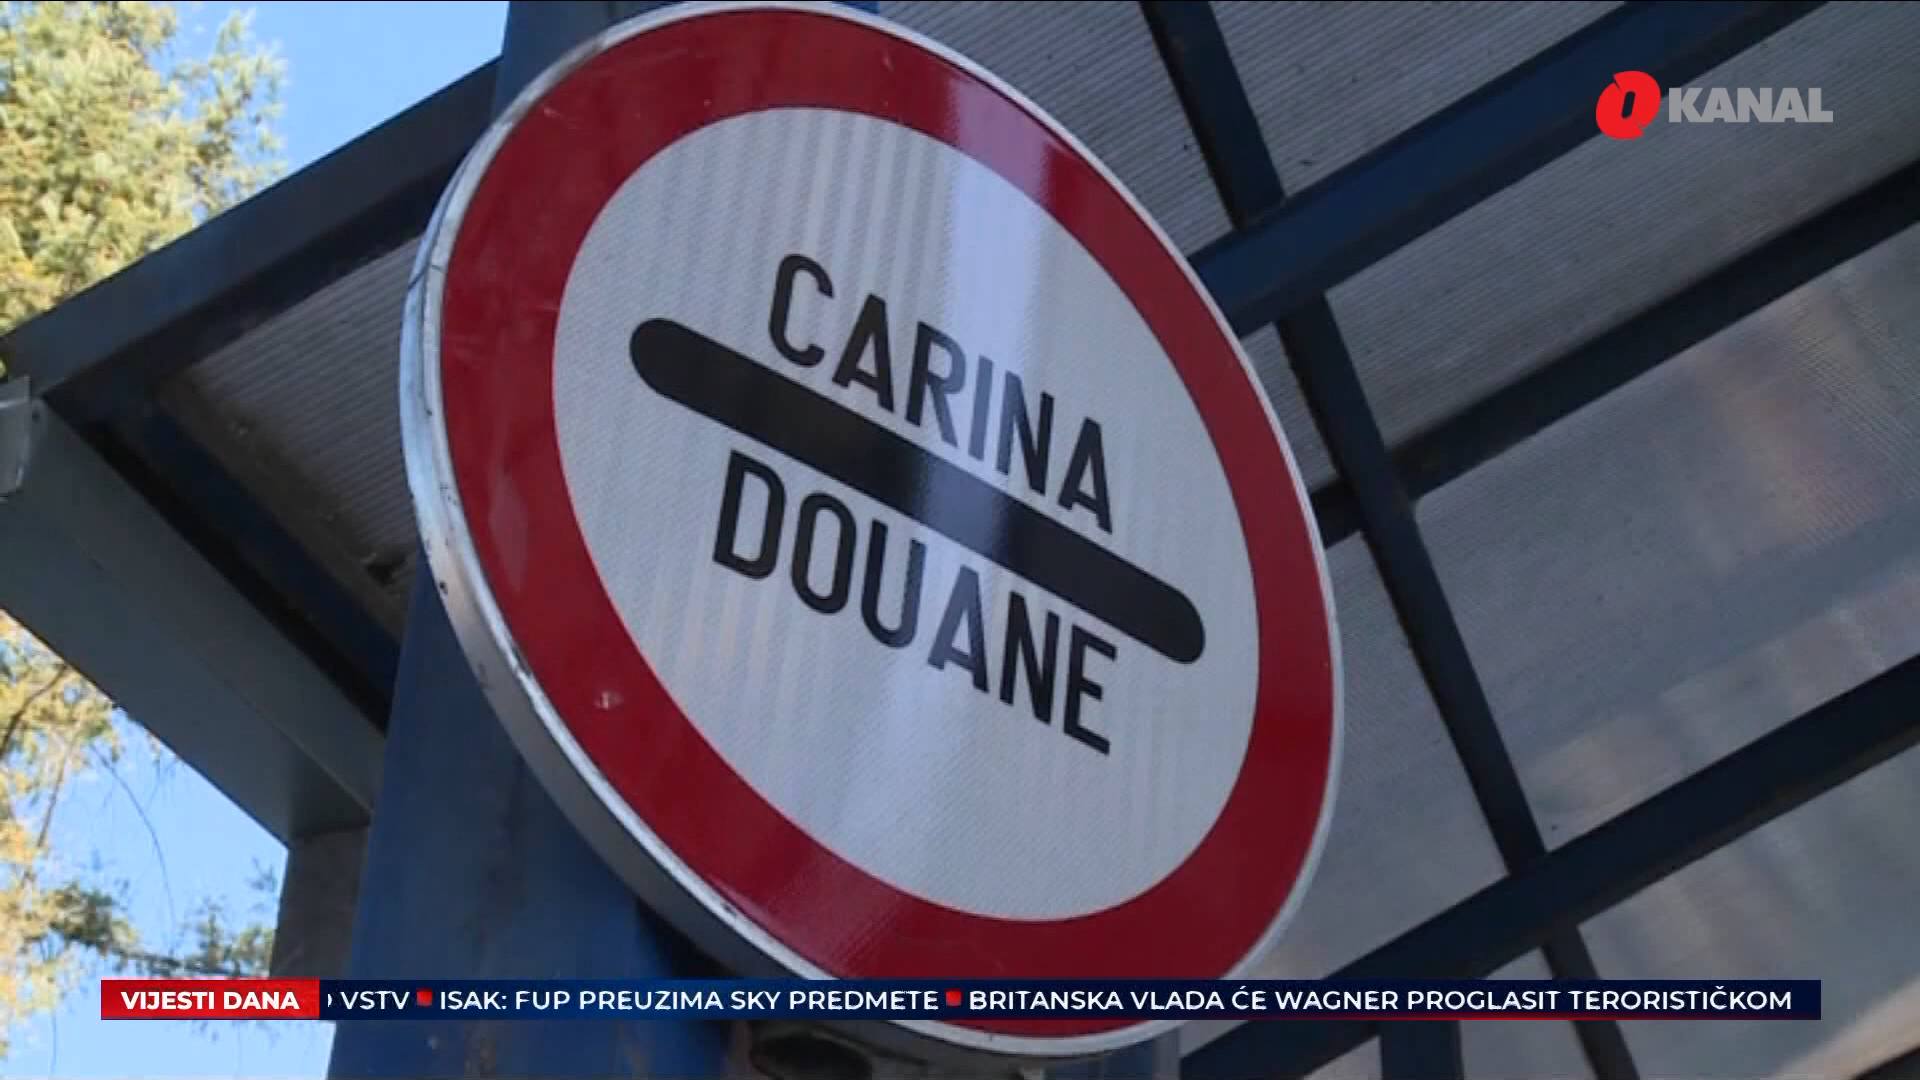 O KANAL
CARINA
DOUANE
VIJESTI DANA
VSTV ▪ ISAK: FUP PREUZIMA SKY PREDMETE ▪ BRITANSKA VLADA ĆE WAGNER PROGLASIT TERORISTIČKOM